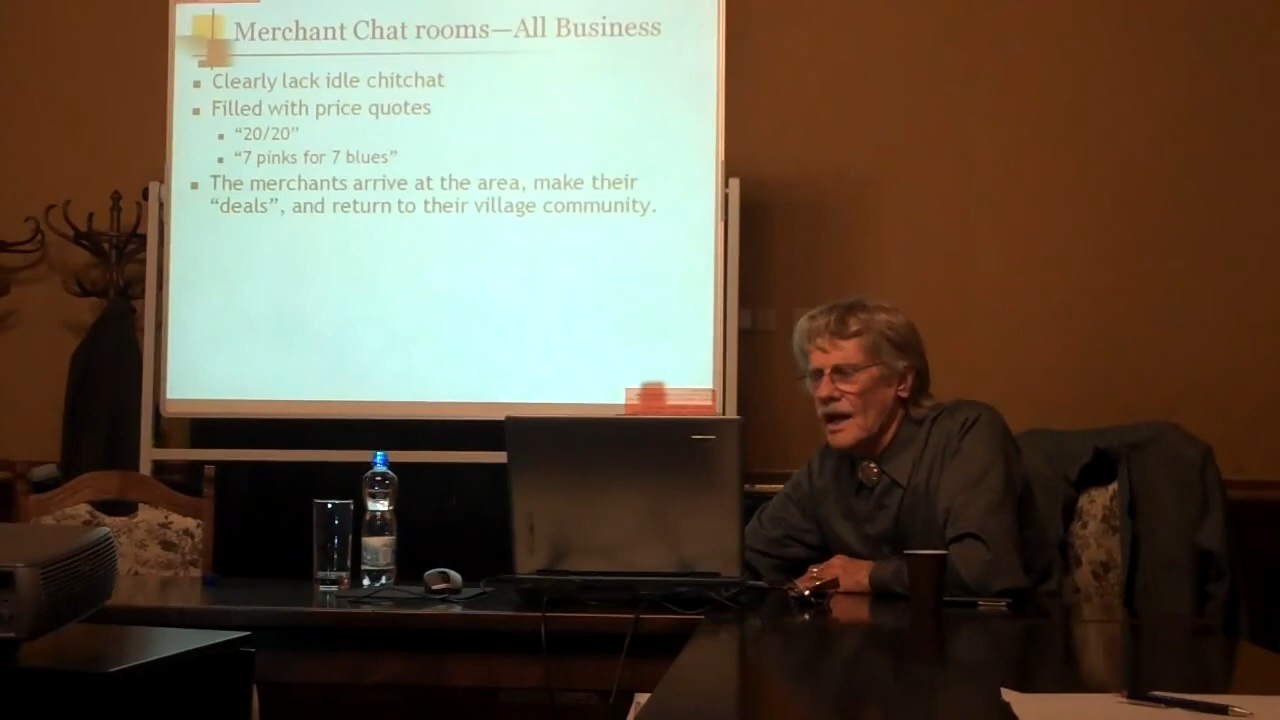 Merchant Chat rooms—All Business
Clearly lack idle chitchat
Filled with price quotes
“20/20”
“7 pinks for 7 blues”
The merchants arrive at the area, make their
“deals”, and return to their village community.